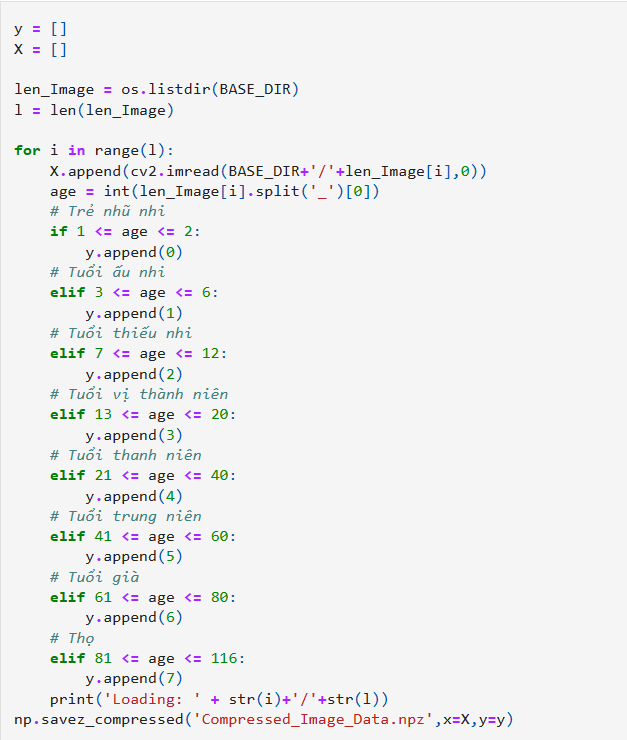 y = []
X = []
len_Image = os.listdir(BASE_DIR)
l = len(len_Image)
for i in range(l):
    X.append(cv2.imread(BASE_DIR+'/'+len_Image[i],0))
    age = int(len_Image[i].split('_')[0])
    # Trẻ nhũ nhi
    if 1 <= age <= 2:
        y.append(0)
    # Tuổi ấu nhi
    elif 3 <= age <= 6:
        y.append(1)
    # Tuổi thiếu nhi
    elif 7 <= age <= 12:
        y.append(2)
    # Tuổi vị thành niên
    elif 13 <= age <= 20:
        y.append(3)
    # Tuổi thanh niên
    elif 21 <= age <= 40:
        y.append(4)
    # Tuổi trung niên
    elif 41 <= age <= 60:
        y.append(5)
    # Tuổi già
    elif 61 <= age <= 80:
        y.append(6)
    # Thọ
    elif 81 <= age <= 116:
        y.append(7)
    print('Loading: ' + str(i)+'/'+str(l))
np.savez_compressed('Compressed_Image_Data.npz',x=X,y=y)